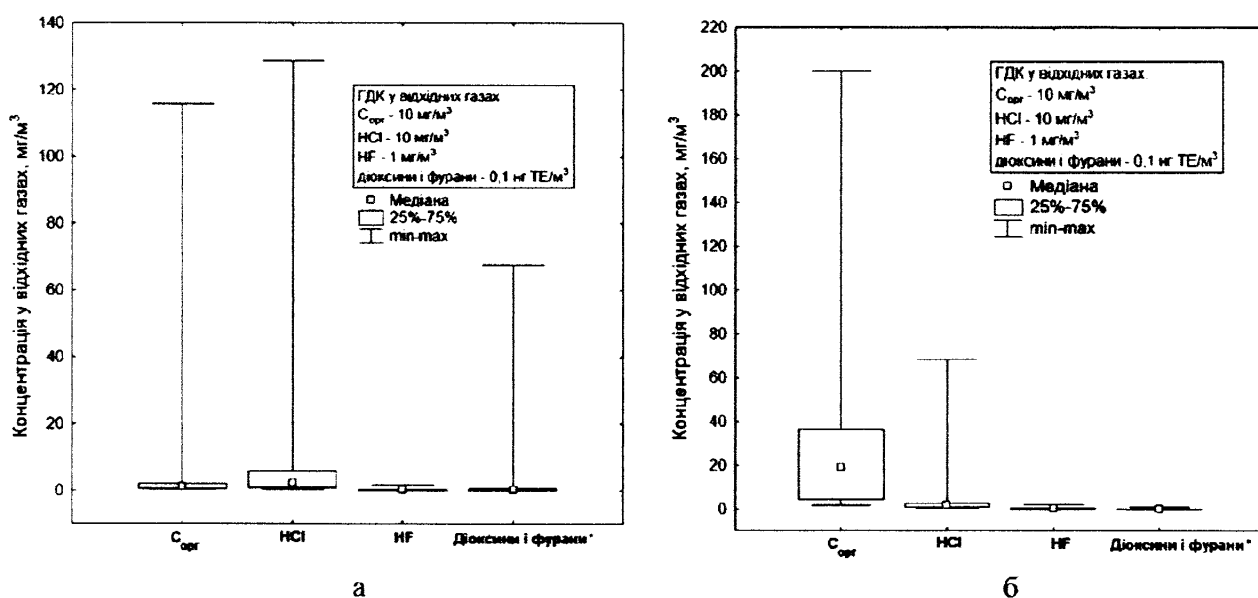 140
120
100
80
60
40
20
0
Концентрація у відхідних газах, мг/м³
ГДК у відхідних газах
Сорг - 10 мг/м³
HCl - 10 мг/м³
HF - 1 мг/м³
діоксини і фурани - 0,1 нг ТЕ/м³
Медіана
25%-75%
min-max
Сорг
HCl
HF
Діоксини і фурани*
а
220
200
180
160
140
120
100
80
60
40
20
0
Концентрація у відхідних газах, мг/м³
ГДК у відхідних газах
Сорг - 10 мг/м³
HCl - 10 мг/м³
HF - 1 мг/м³
діоксини і фурани - 0,1 нг ТЕ/м³
Медіана
25%-75%
min-max
Сорг
HCl
HF
Діоксини і фурани*
б